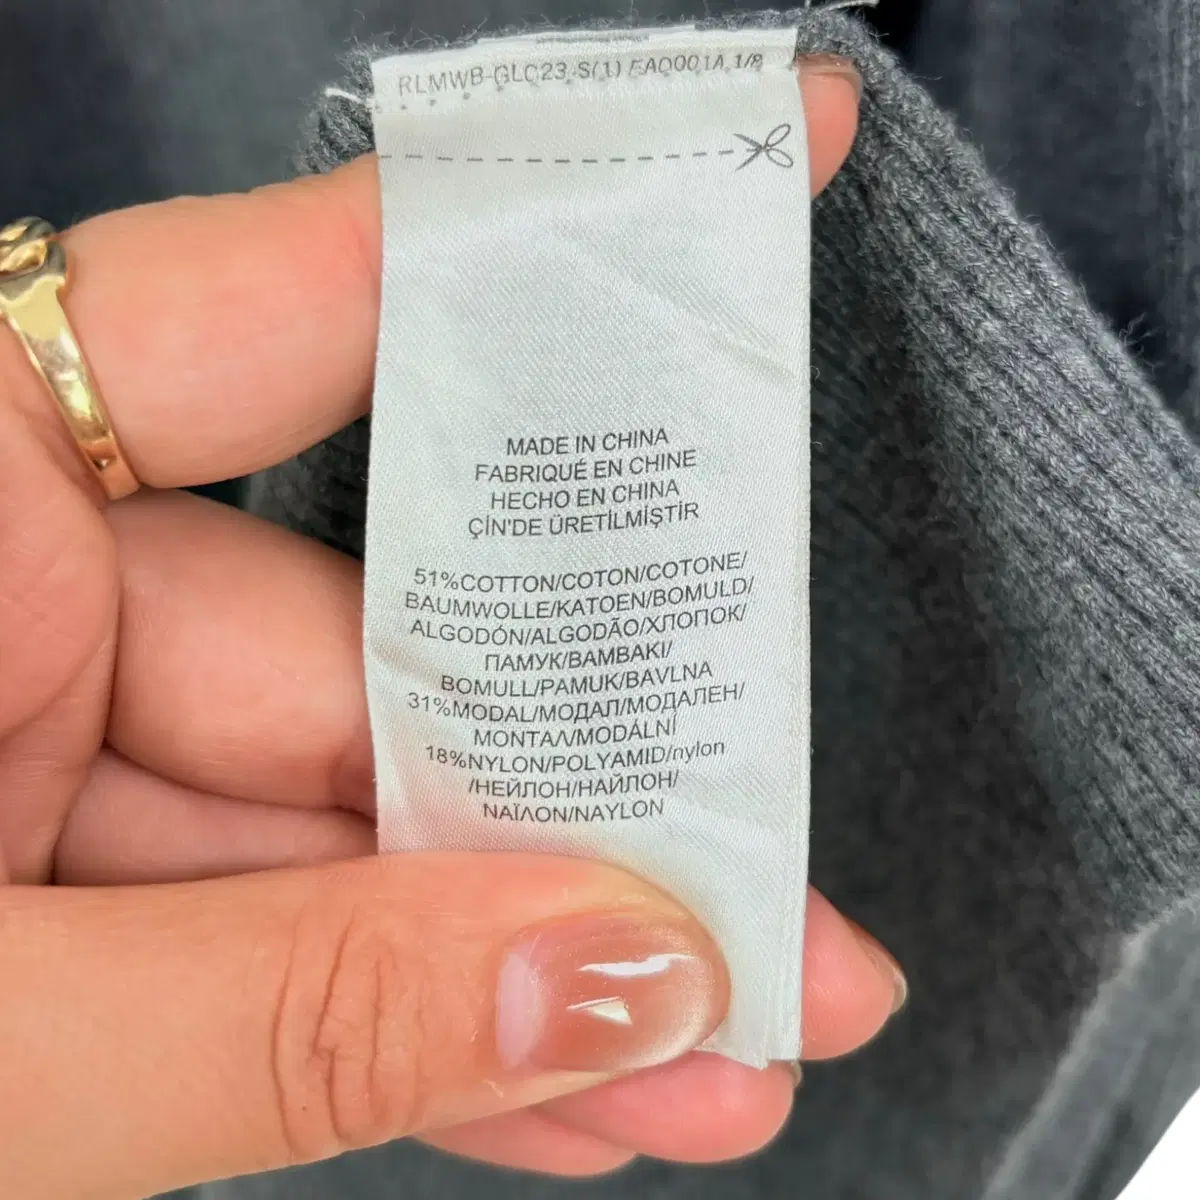 RLMWB-GLC23 S(1) FAO001A 1/8
MADE IN CHINA
FABRIQUÉ EN CHINE
HECHO EN CHINA
ÇİN'DE ÜRETİLMİŞTİR
51%COTTON/COTON/COTONE/
BAUMWOLLE/KATOEN/BOMULD/
ALGODÓN/ALGODÃO/ХЛОПОК/
ПАМУК/ΒΑΜΒΑΚΙ/
BOMULL/PAMUK/BAVLNA
31%MODAL/МОДАЛ/МОДАЛЕН/
ΜΟΝΤΑΛ/MODÁLNÍ
18%NYLON/POLYAMID/nylon
/НЕЙЛОН/НАЙЛОН/
ΝΑΪΛΟΝ/NAYLON